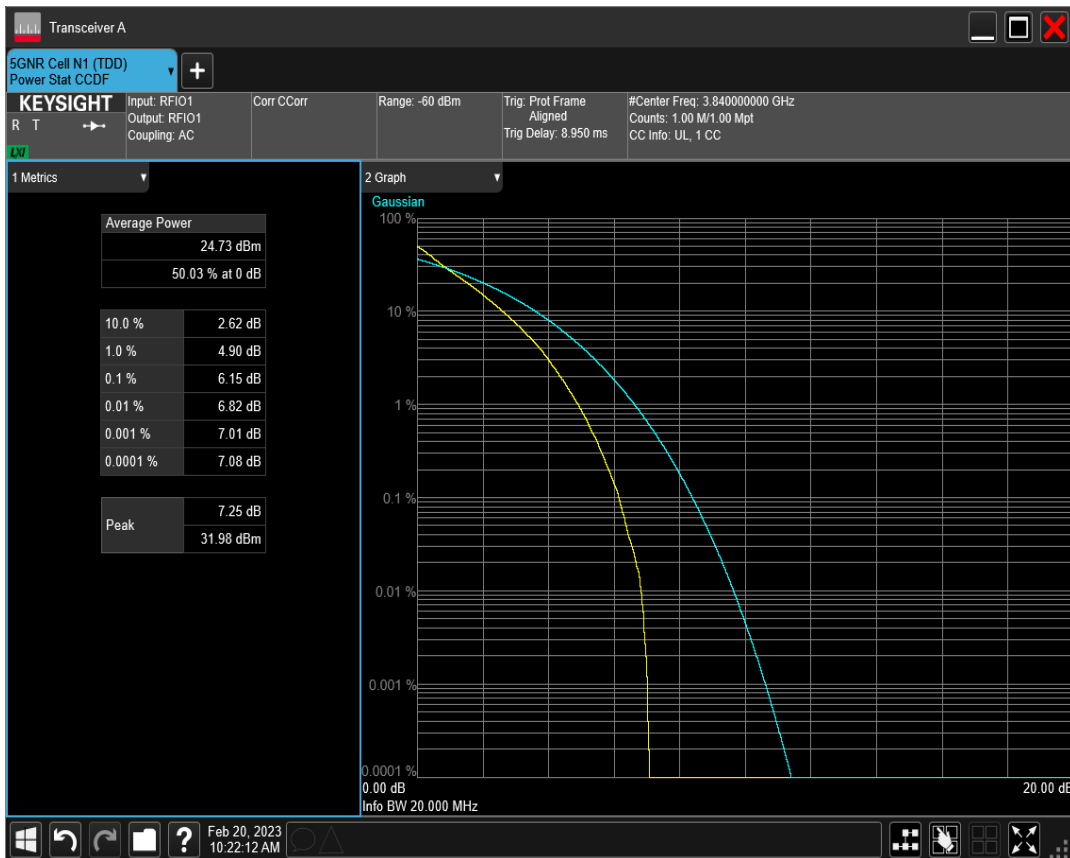 Transceiver A
5GNR Cell N1 (TDD)
Power Stat CCDF
KEYSIGHT
R T
LXI
Input: RFIO1
Output: RFIO1
Coupling: AC
Corr CCorr
Range: -60 dBm
Trig: Prot Frame
Aligned
Trig Delay: 8.950 ms
#Center Freq: 3.840000000 GHz
Counts: 1.00 M/1.00 Mpt
CC Info: UL, 1 CC
1 Metrics
Average Power
24.73 dBm
50.03 % at 0 dB
10.0 % 2.62 dB
1.0 % 4.90 dB
0.1 % 6.15 dB
0.01 % 6.82 dB
0.001 % 7.01 dB
0.0001 % 7.08 dB
Peak
7.25 dB
31.98 dBm
2 Graph
Gaussian
100 %
10 %
1 %
0.1 %
0.01 %
0.001 %
0.0001 %
0.00 dB 20.00 dB
Info BW 20.000 MHz
?
Feb 20, 2023
10:22:12 AM